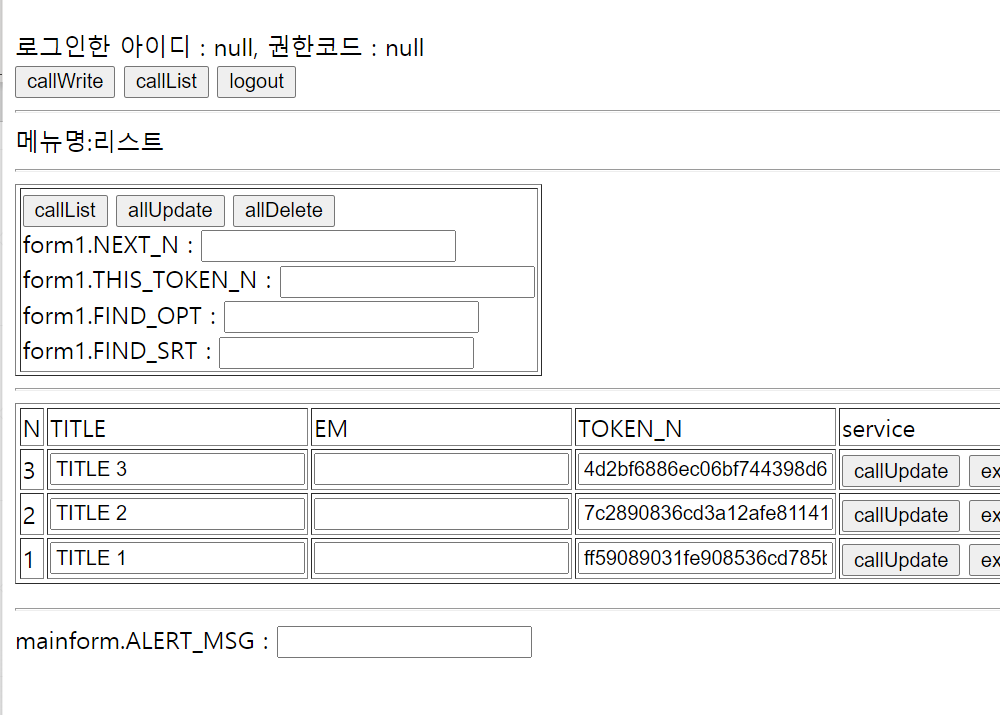 로그인한 아이디 : null, 권한코드 : null
callWrite callList logout
메뉴명:리스트
callList allUpdate allDelete
form1.NEXT_N :
form1.THIS_TOKEN_N :
form1.FIND_OPT :
form1.FIND_SRT :
N TITLE EM TOKEN_N service
3 TITLE 3 4d2bf6886ec06bf744398d6 callUpdate ex
2 TITLE 2 7c2890836cd3a12afe81141 callUpdate ex
1 TITLE 1 ff59089031fe908536cd785b callUpdate ex
mainform.ALERT_MSG :